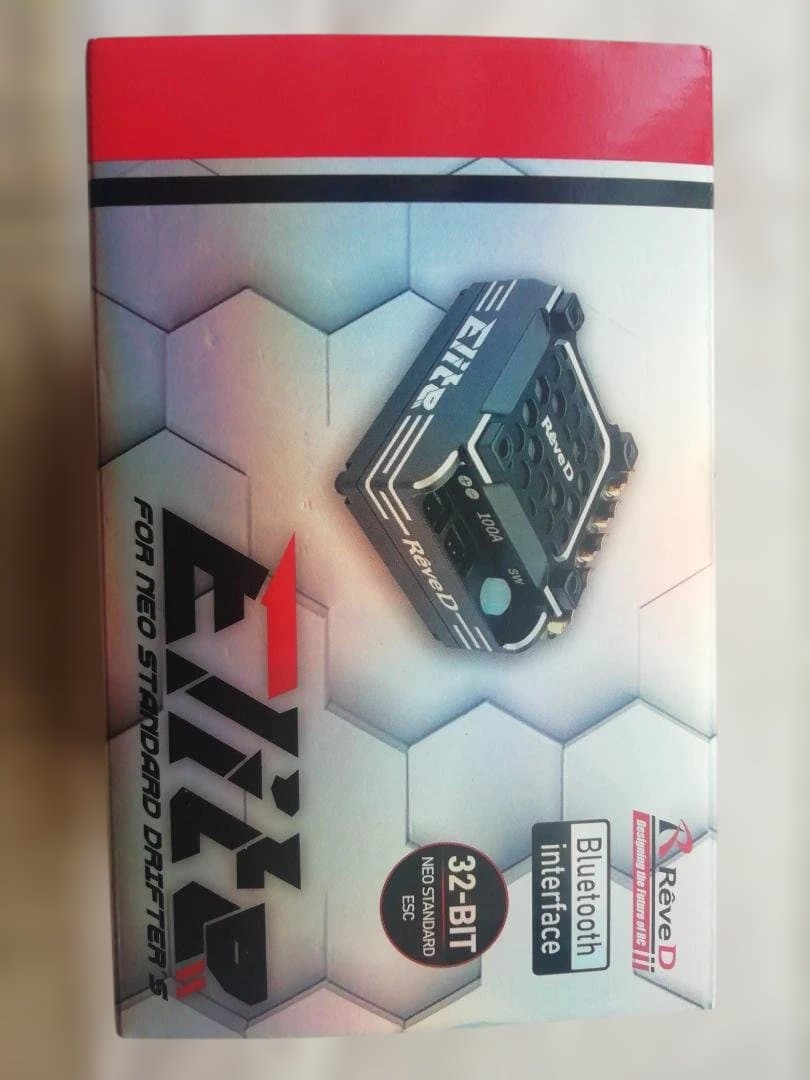 RêveD
Designing the Future of RC
Bluetooth
interface
32-BIT
NEO STANDARD
ESC
Elite
RêveD
100A
SW
RêveD
Elite
FOR NEO STANDARD DRIFTER'S